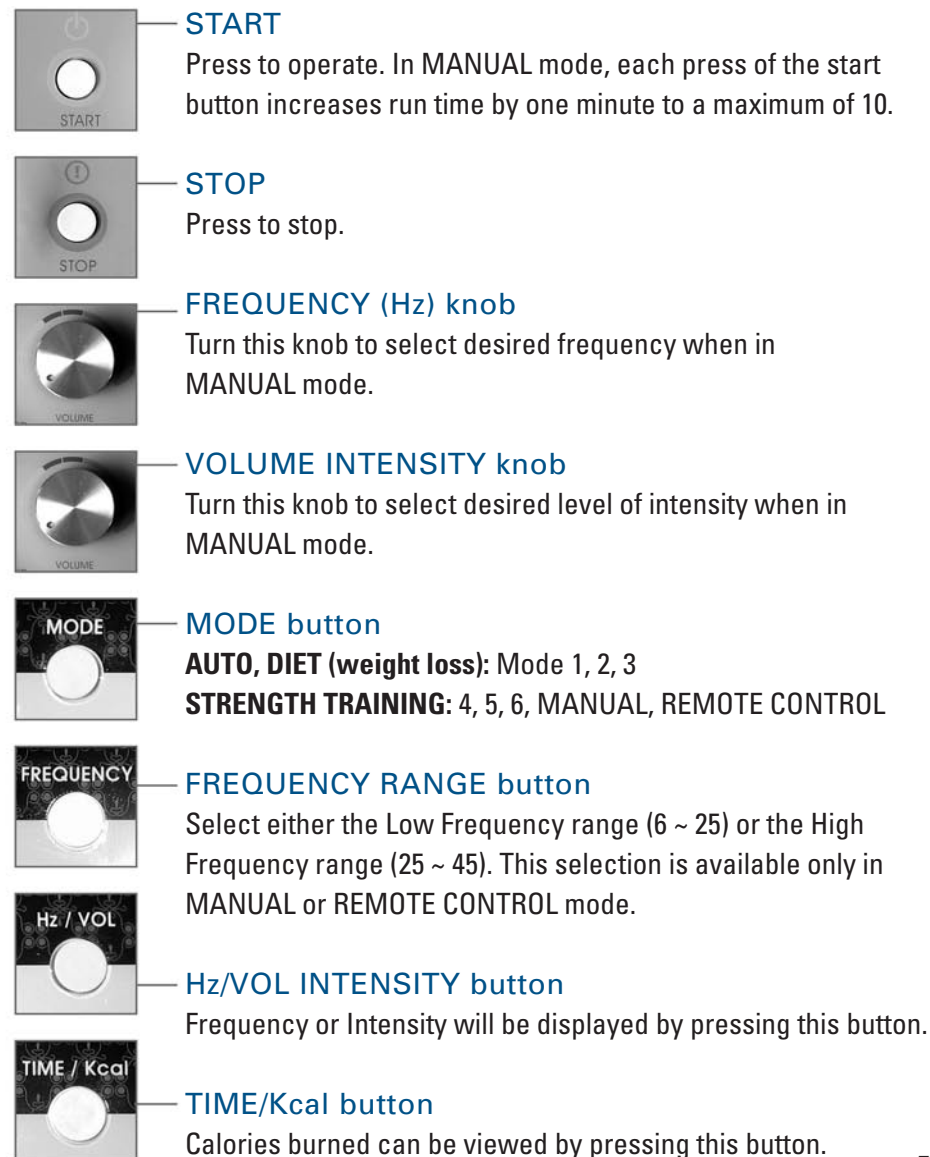 START
Press to operate. In MANUAL mode, each press of the start
button increases run time by one minute to a maximum of 10.
START
STOP
Press to stop.
STOP
FREQUENCY (Hz) knob
Turn this knob to select desired frequency when in
MANUAL mode.
VOLUME
VOLUME INTENSITY knob
Turn this knob to select desired level of intensity when in
MANUAL mode.
VOLUME
MODE
MODE button
AUTO, DIET (weight loss): Mode 1, 2, 3
STRENGTH TRAINING: 4, 5, 6, MANUAL, REMOTE CONTROL
FREQUENCY
FREQUENCY RANGE button
Select either the Low Frequency range (6 ~ 25) or the High
Frequency range (25 ~ 45). This selection is available only in
MANUAL or REMOTE CONTROL mode.
Hz / VOL
Hz/VOL INTENSITY button
Frequency or Intensity will be displayed by pressing this button.
TIME / Kcal
TIME/Kcal button
Calories burned can be viewed by pressing this button.